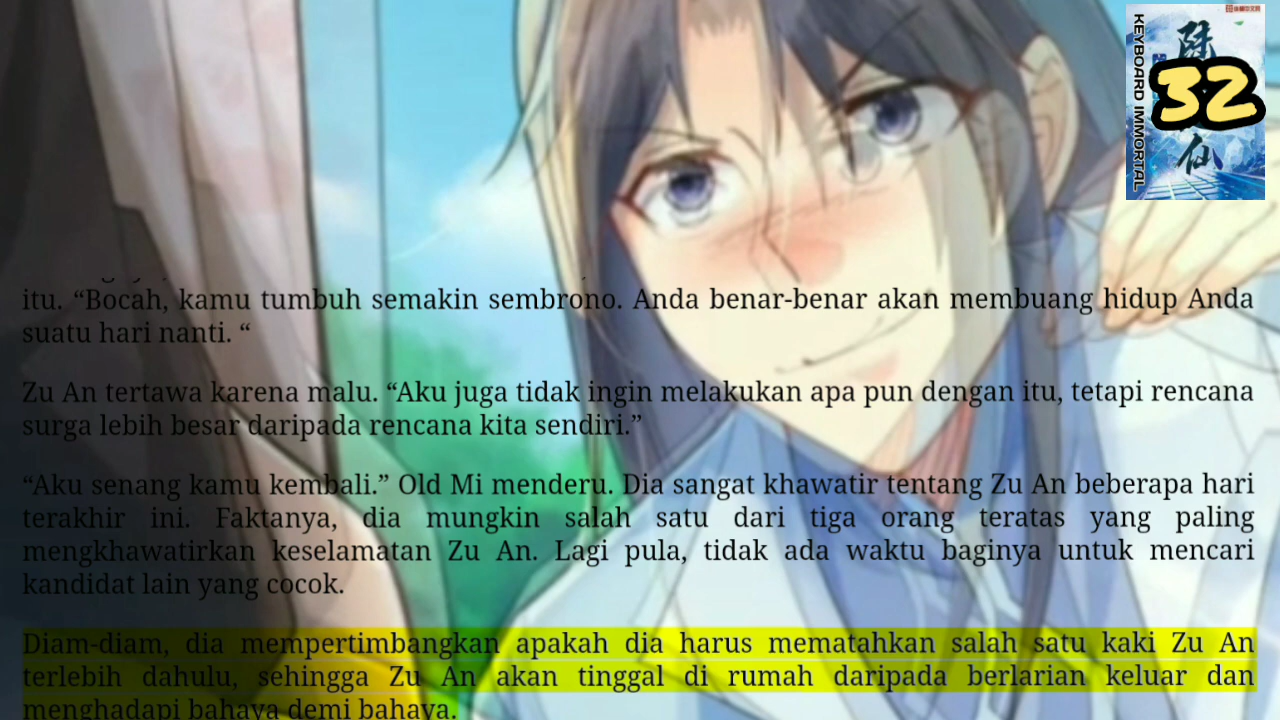 KEYBOARD IMMORTAL
32
仙
itu. “Bocah, kamu tumbuh semakin sembrono. Anda benar-benar akan membuang hidup Anda
suatu hari nanti. “
Zu An tertawa karena malu. “Aku juga tidak ingin melakukan apa pun dengan itu, tetapi rencana
surga lebih besar daripada rencana kita sendiri.”
“Aku senang kamu kembali.” Old Mi menderu. Dia sangat khawatir tentang Zu An beberapa hari
terakhir ini. Faktanya, dia mungkin salah satu dari tiga orang teratas yang paling
mengkhawatirkan keselamatan Zu An. Lagi pula, tidak ada waktu baginya untuk mencari
kandidat lain yang cocok.
Diam-diam, dia mempertimbangkan apakah dia harus mematahkan salah satu kaki Zu An
terlebih dahulu, sehingga Zu An akan tinggal di rumah daripada berlarian keluar dan
menghadapi bahaya demi bahaya.